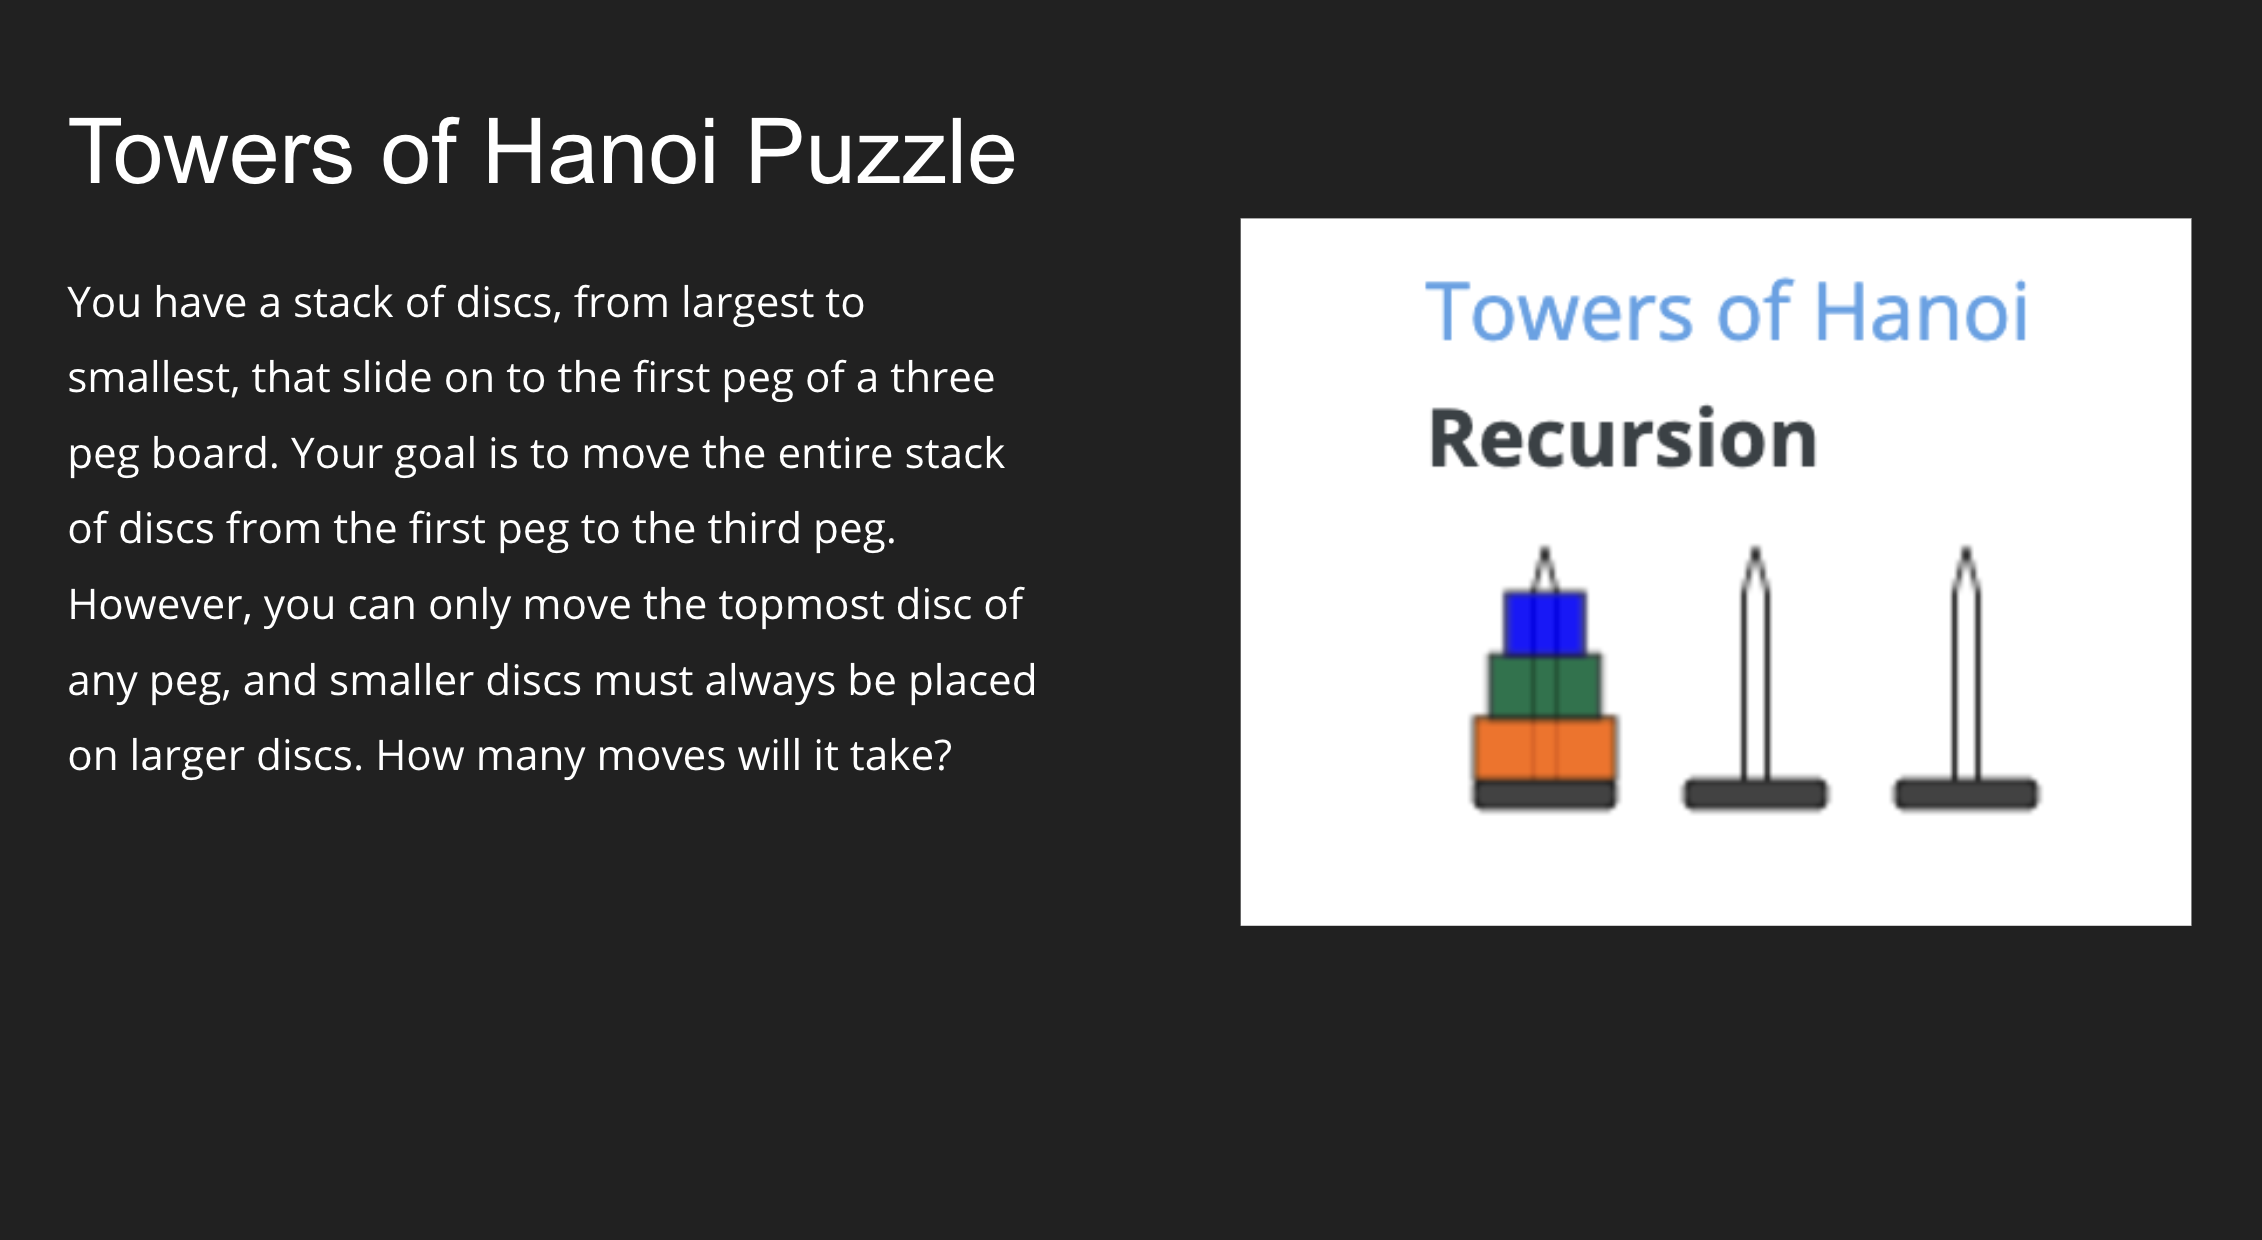 Towers of Hanoi Puzzle
You have a stack of discs, from largest to
smallest, that slide on to the first peg of a three
peg board. Your goal is to move the entire stack
of discs from the first peg to the third peg.
However, you can only move the topmost disc of
any peg, and smaller discs must always be placed
on larger discs. How many moves will it take?
Towers of Hanoi
Recursion